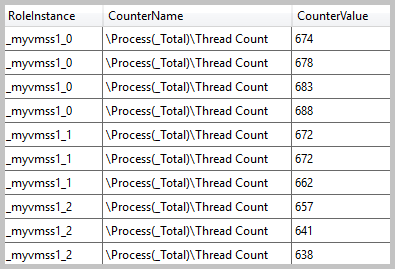 RoleInstance CounterName CounterValue
_myvmss1_0 \Process(_Total)\Thread Count 674
_myvmss1_0 \Process(_Total)\Thread Count 678
_myvmss1_0 \Process(_Total)\Thread Count 683
_myvmss1_0 \Process(_Total)\Thread Count 688
_myvmss1_1 \Process(_Total)\Thread Count 672
_myvmss1_1 \Process(_Total)\Thread Count 672
_myvmss1_1 \Process(_Total)\Thread Count 662
_myvmss1_2 \Process(_Total)\Thread Count 657
_myvmss1_2 \Process(_Total)\Thread Count 641
_myvmss1_2 \Process(_Total)\Thread Count 638